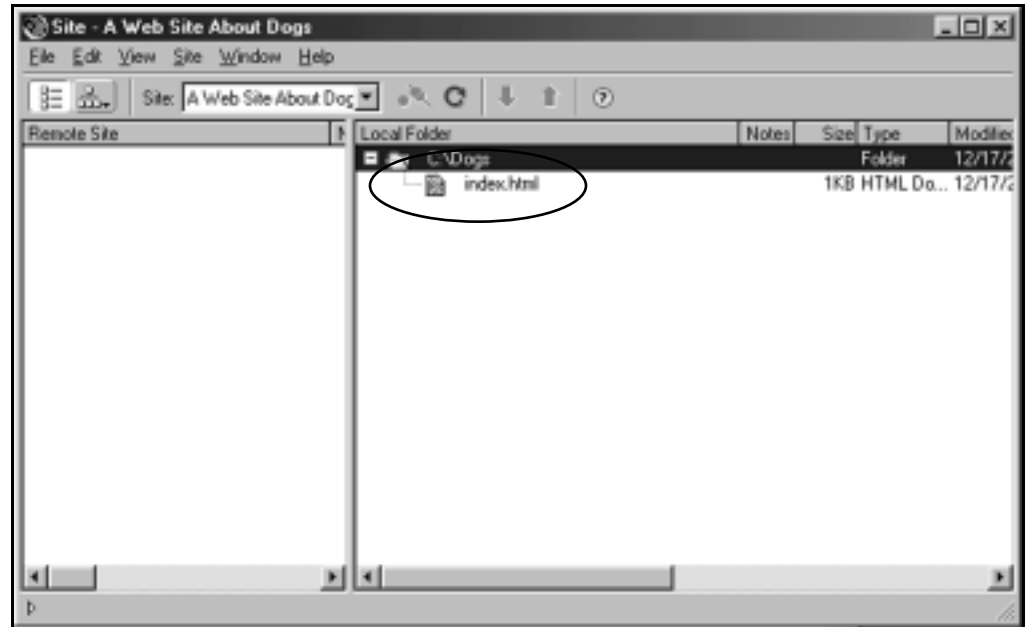 Site - A Web Site About Dogs
File Edit View Site Window Help
Site: A Web Site About Dog
Remote Site N Local Folder Notes Size Type Modified
C:\Dogs Folder 12/17/2
index.html 1KB HTML Do... 12/17/2